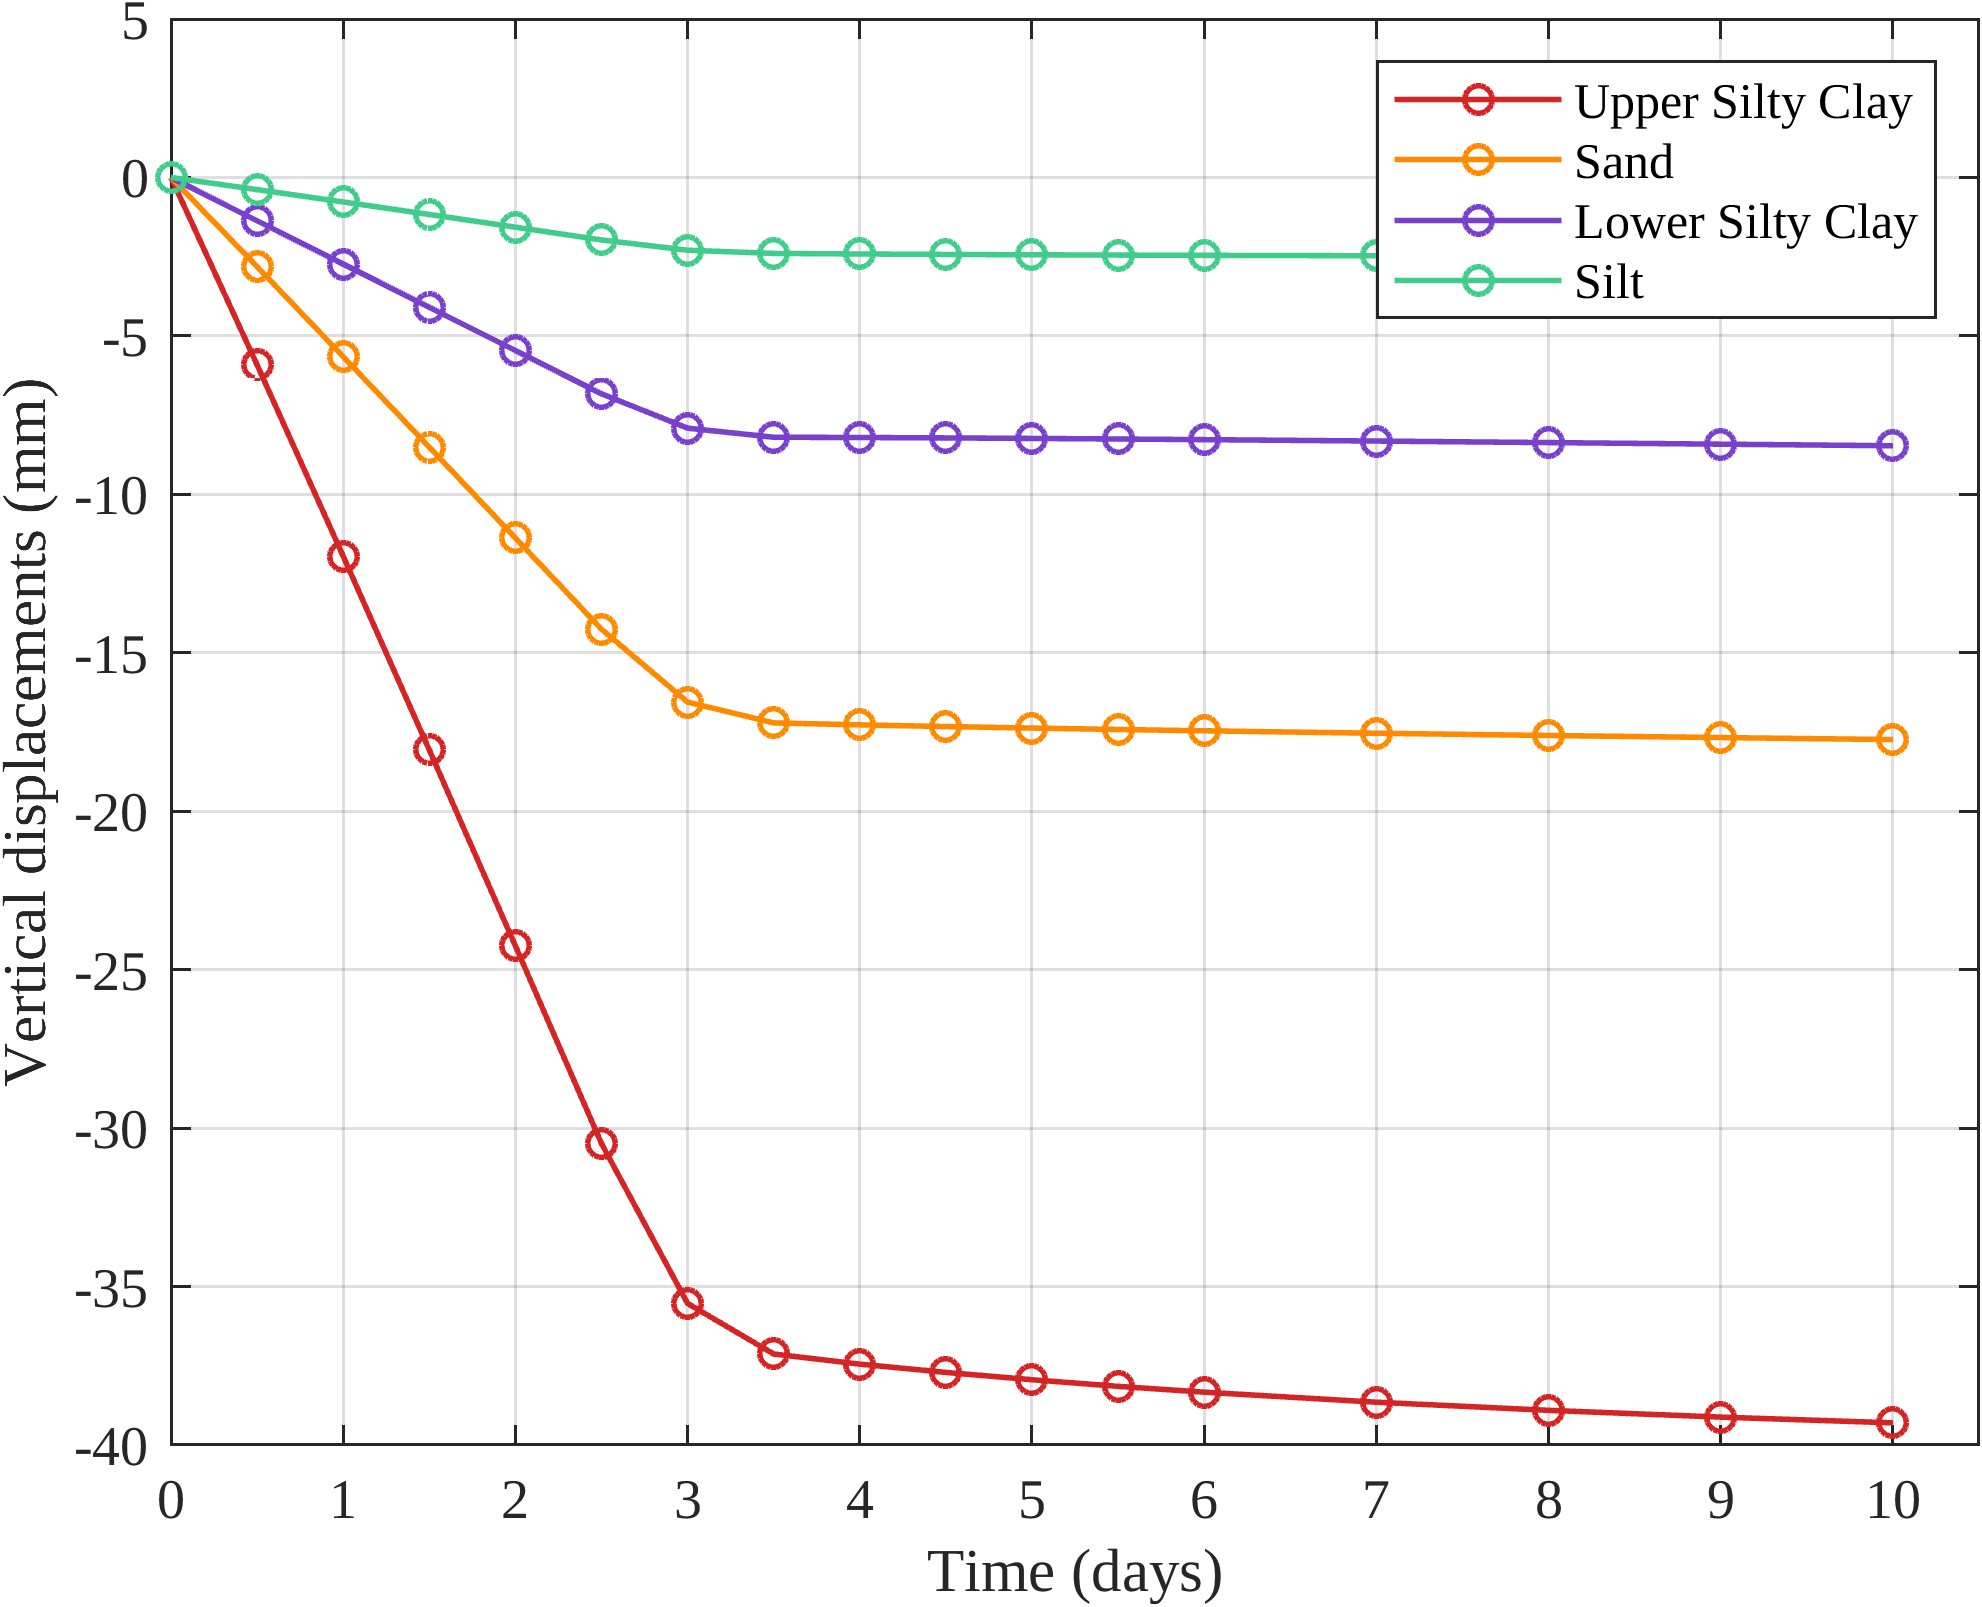 5
0
-5
-10
-15
-20
-25
-30
-35
-40
Vertical displacements (mm)
Upper Silty Clay
Sand
Lower Silty Clay
Silt
0 1 2 3 4 5 6 7 8 9 10
Time (days)